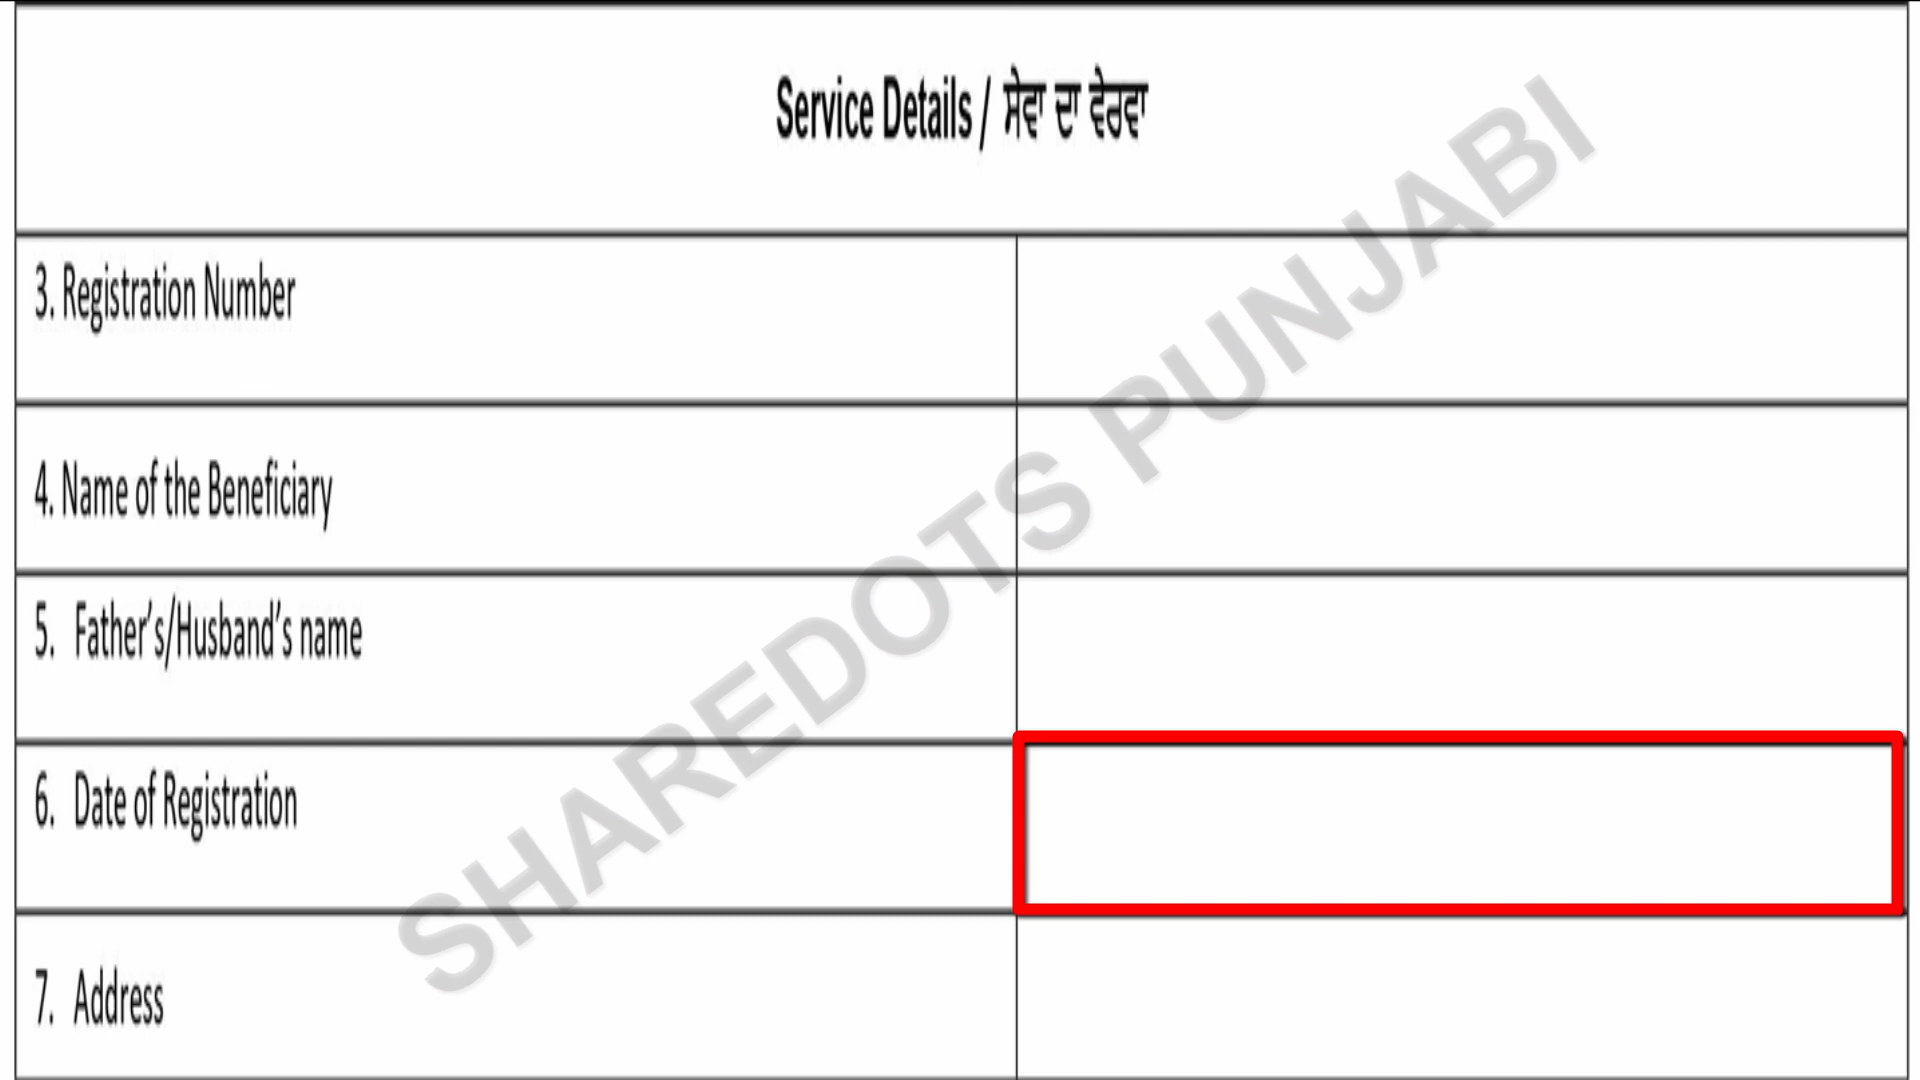 Service Details / ਸੇਵਾ ਦਾ ਵੇਰਵਾ
3. Registration Number
4. Name of the Beneficiary
5. Father's/Husband's name
6. Date of Registration
7. Address
SHAREDOTS PUNJABI